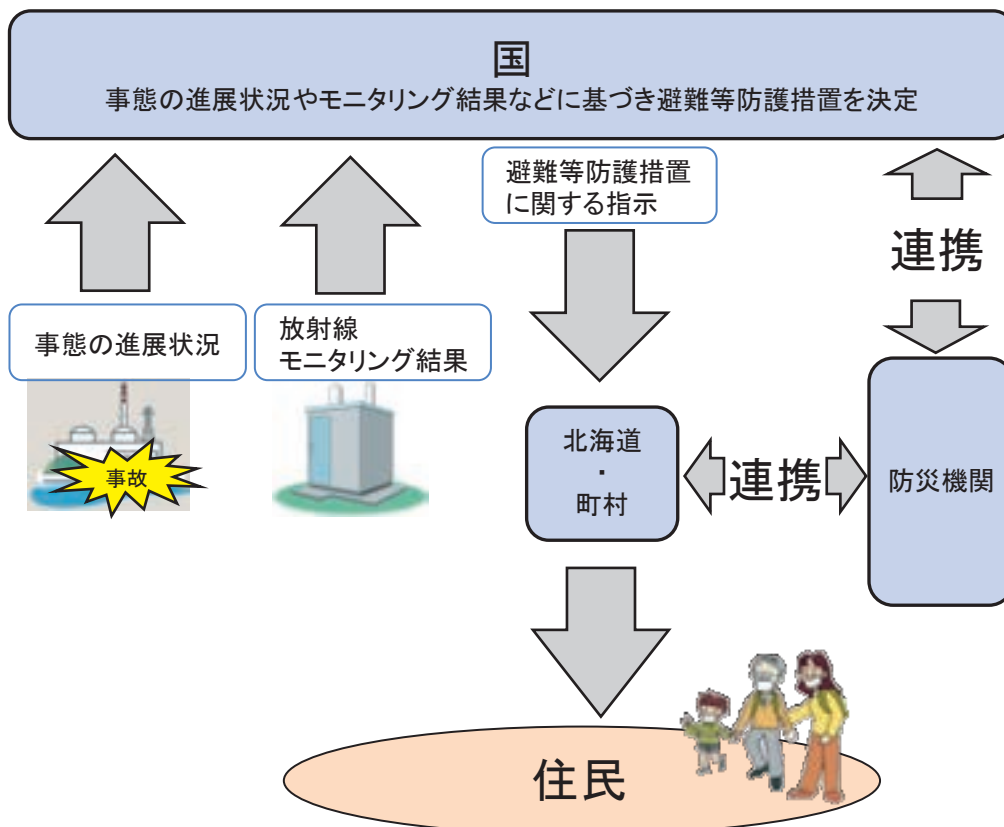 国
事態の進展状況やモニタリング結果などに基づき避難等防護措置を決定
避難等防護措置
に関する指示
連携
事態の進展状況
放射線
モニタリング結果
事故
北海道
・
町村
連携
防災機関
住民